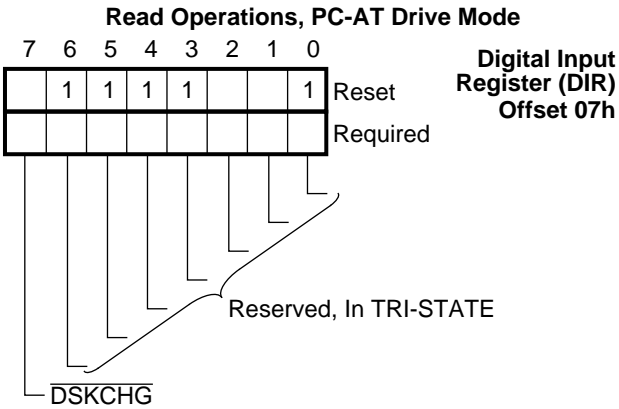 Read Operations, PC-AT Drive Mode
7 6 5 4 3 2 1 0
Digital Input
Register (DIR)
Offset 07h
1 1 1 1 1 Reset
Required
Reserved, In TRI-STATE
DSKCHG